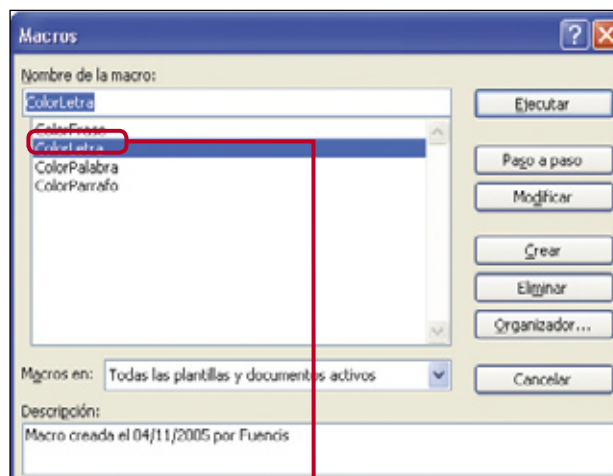 Macros
Nombre de la macro:
ColorLetra
Ejecutar
ColorFrase
ColorLetra
Paso a paso
ColorPalabra
ColorParrafo
Modificar
Crear
Eliminar
Organizador...
Macros en: Todas las plantillas y documentos activos
Cancelar
Descripción:
Macro creada el 04/11/2005 por Fuencis